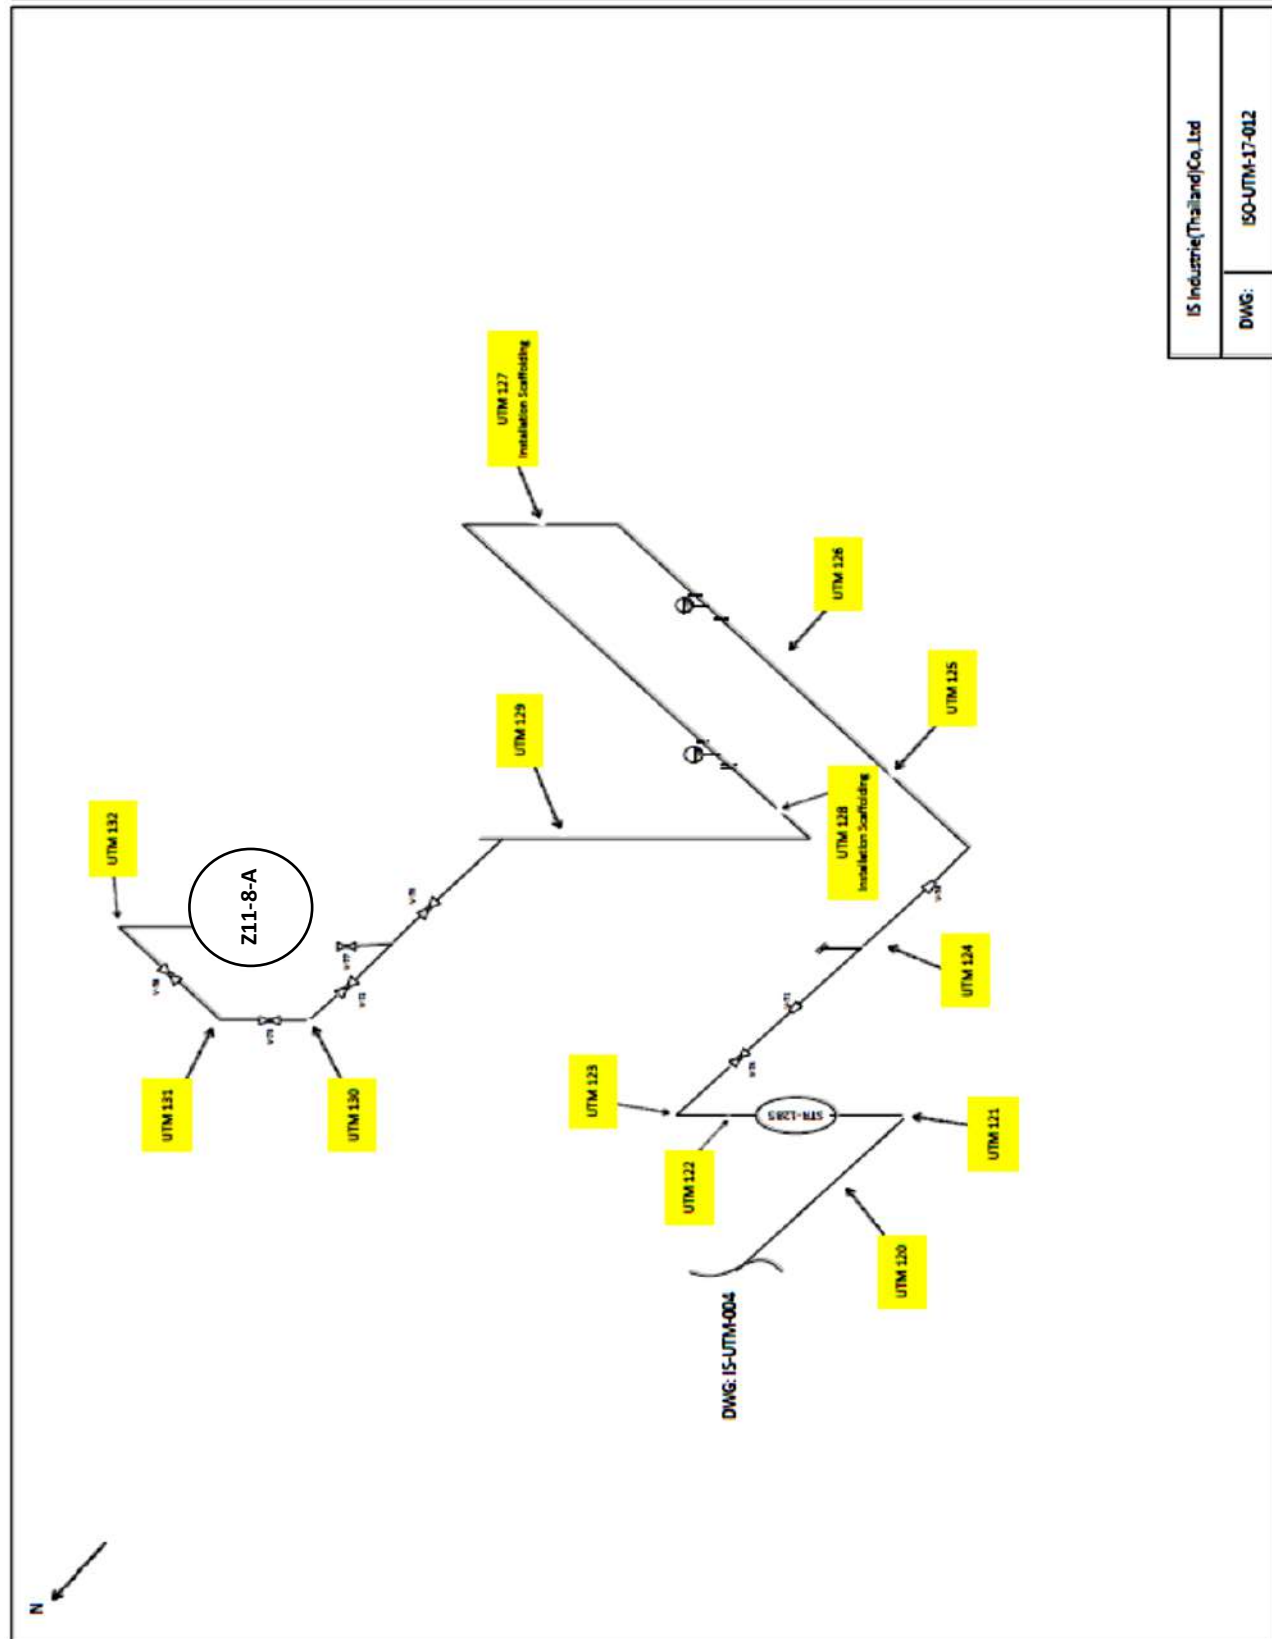 N
UTM 132
Z11-8-A
UTM 131
UTM 130
UTM 129
UTM 127
Installation Scaffolding
UTM 123
UTM 122
STR-1285
UTM 121
UTM 120
DWG: IS-UTM-004
UTM 124
UTM 128
Installation Scaffolding
UTM 125
UTM 126
IS Industrie(Thailand)Co,.Ltd
DWG:
ISO-UTM-17-012